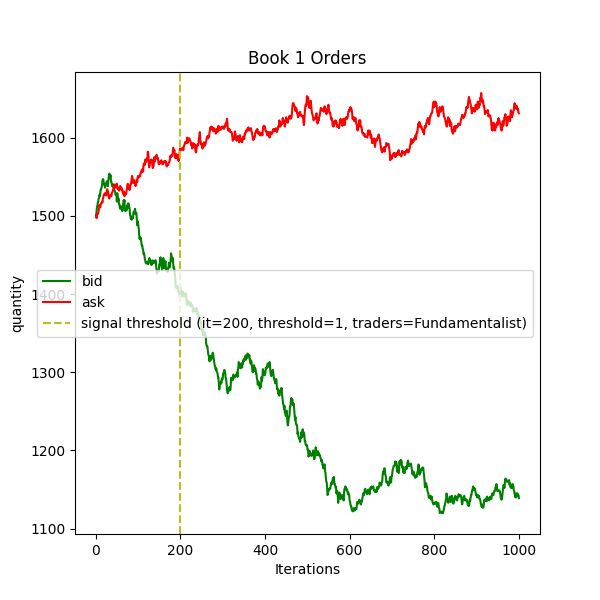 Book 1 Orders
1600
1500
1400
1300
1200
1100
quantity
bid
ask
signal threshold (it=200, threshold=1, traders=Fundamentalist)
0 200 400 600 800 1000
Iterations